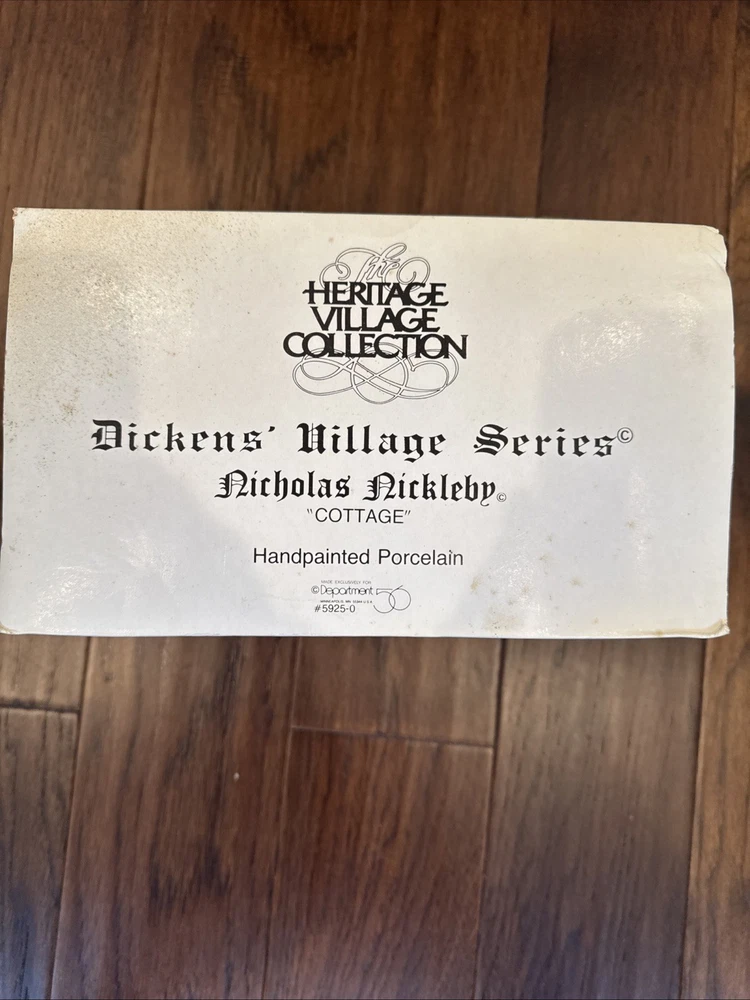 The
HERITAGE
VILLAGE
COLLECTION
Dickens' Village Series©
Nicholas Nickleby©
"COTTAGE"
Handpainted Porcelain
MADE EXCLUSIVELY FOR
© Department 56
#5925-0